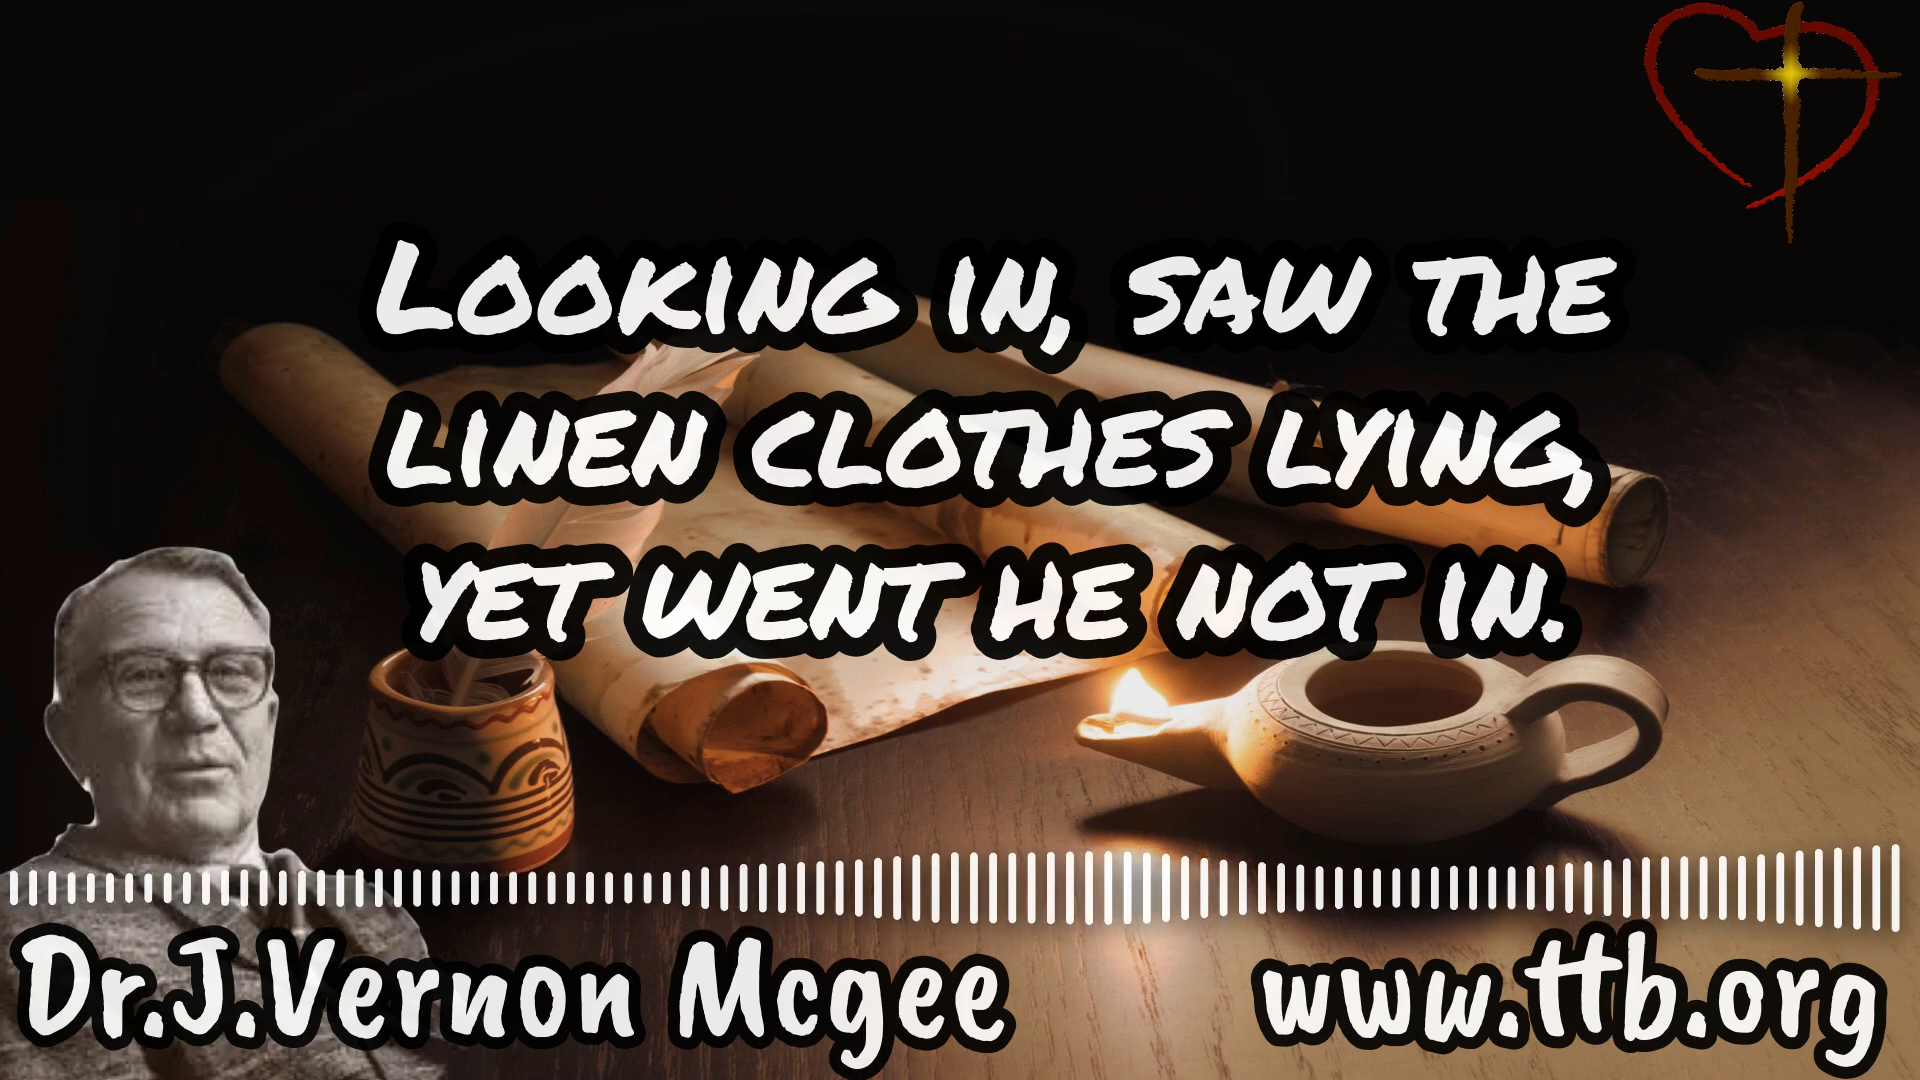 Looking in, saw the
linen clothes lying,
yet went he not in.
Dr.J.Vernon Mcgee
www.ttb.org